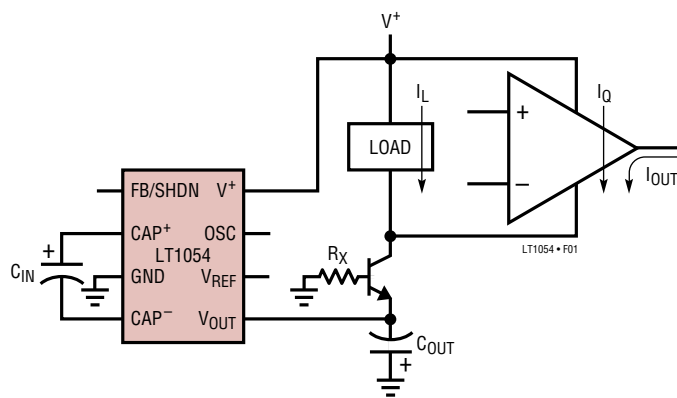 V+
IL
IQ
+
LOAD
−
IOUT
FB/SHDN V+
LT1054 • F01
CAP+ OSC
+
LT1054
RX
CIN
GND VREF
CAP− VOUT
COUT
+